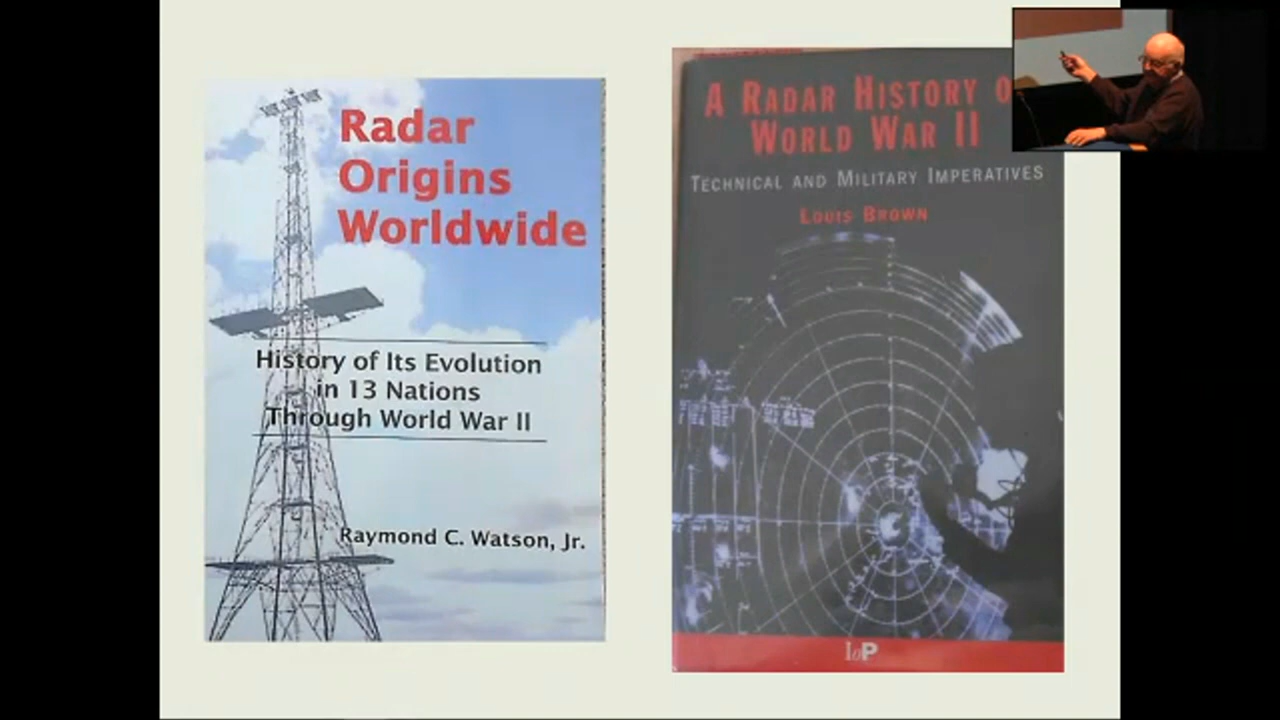 Radar
Origins
Worldwide
History of Its Evolution
in 13 Nations
Through World War II
Raymond C. Watson, Jr.
A RADAR HISTORY O
WORLD WAR II
TECHNICAL AND MILITARY IMPERATIVES
LOUIS BROWN
IoP